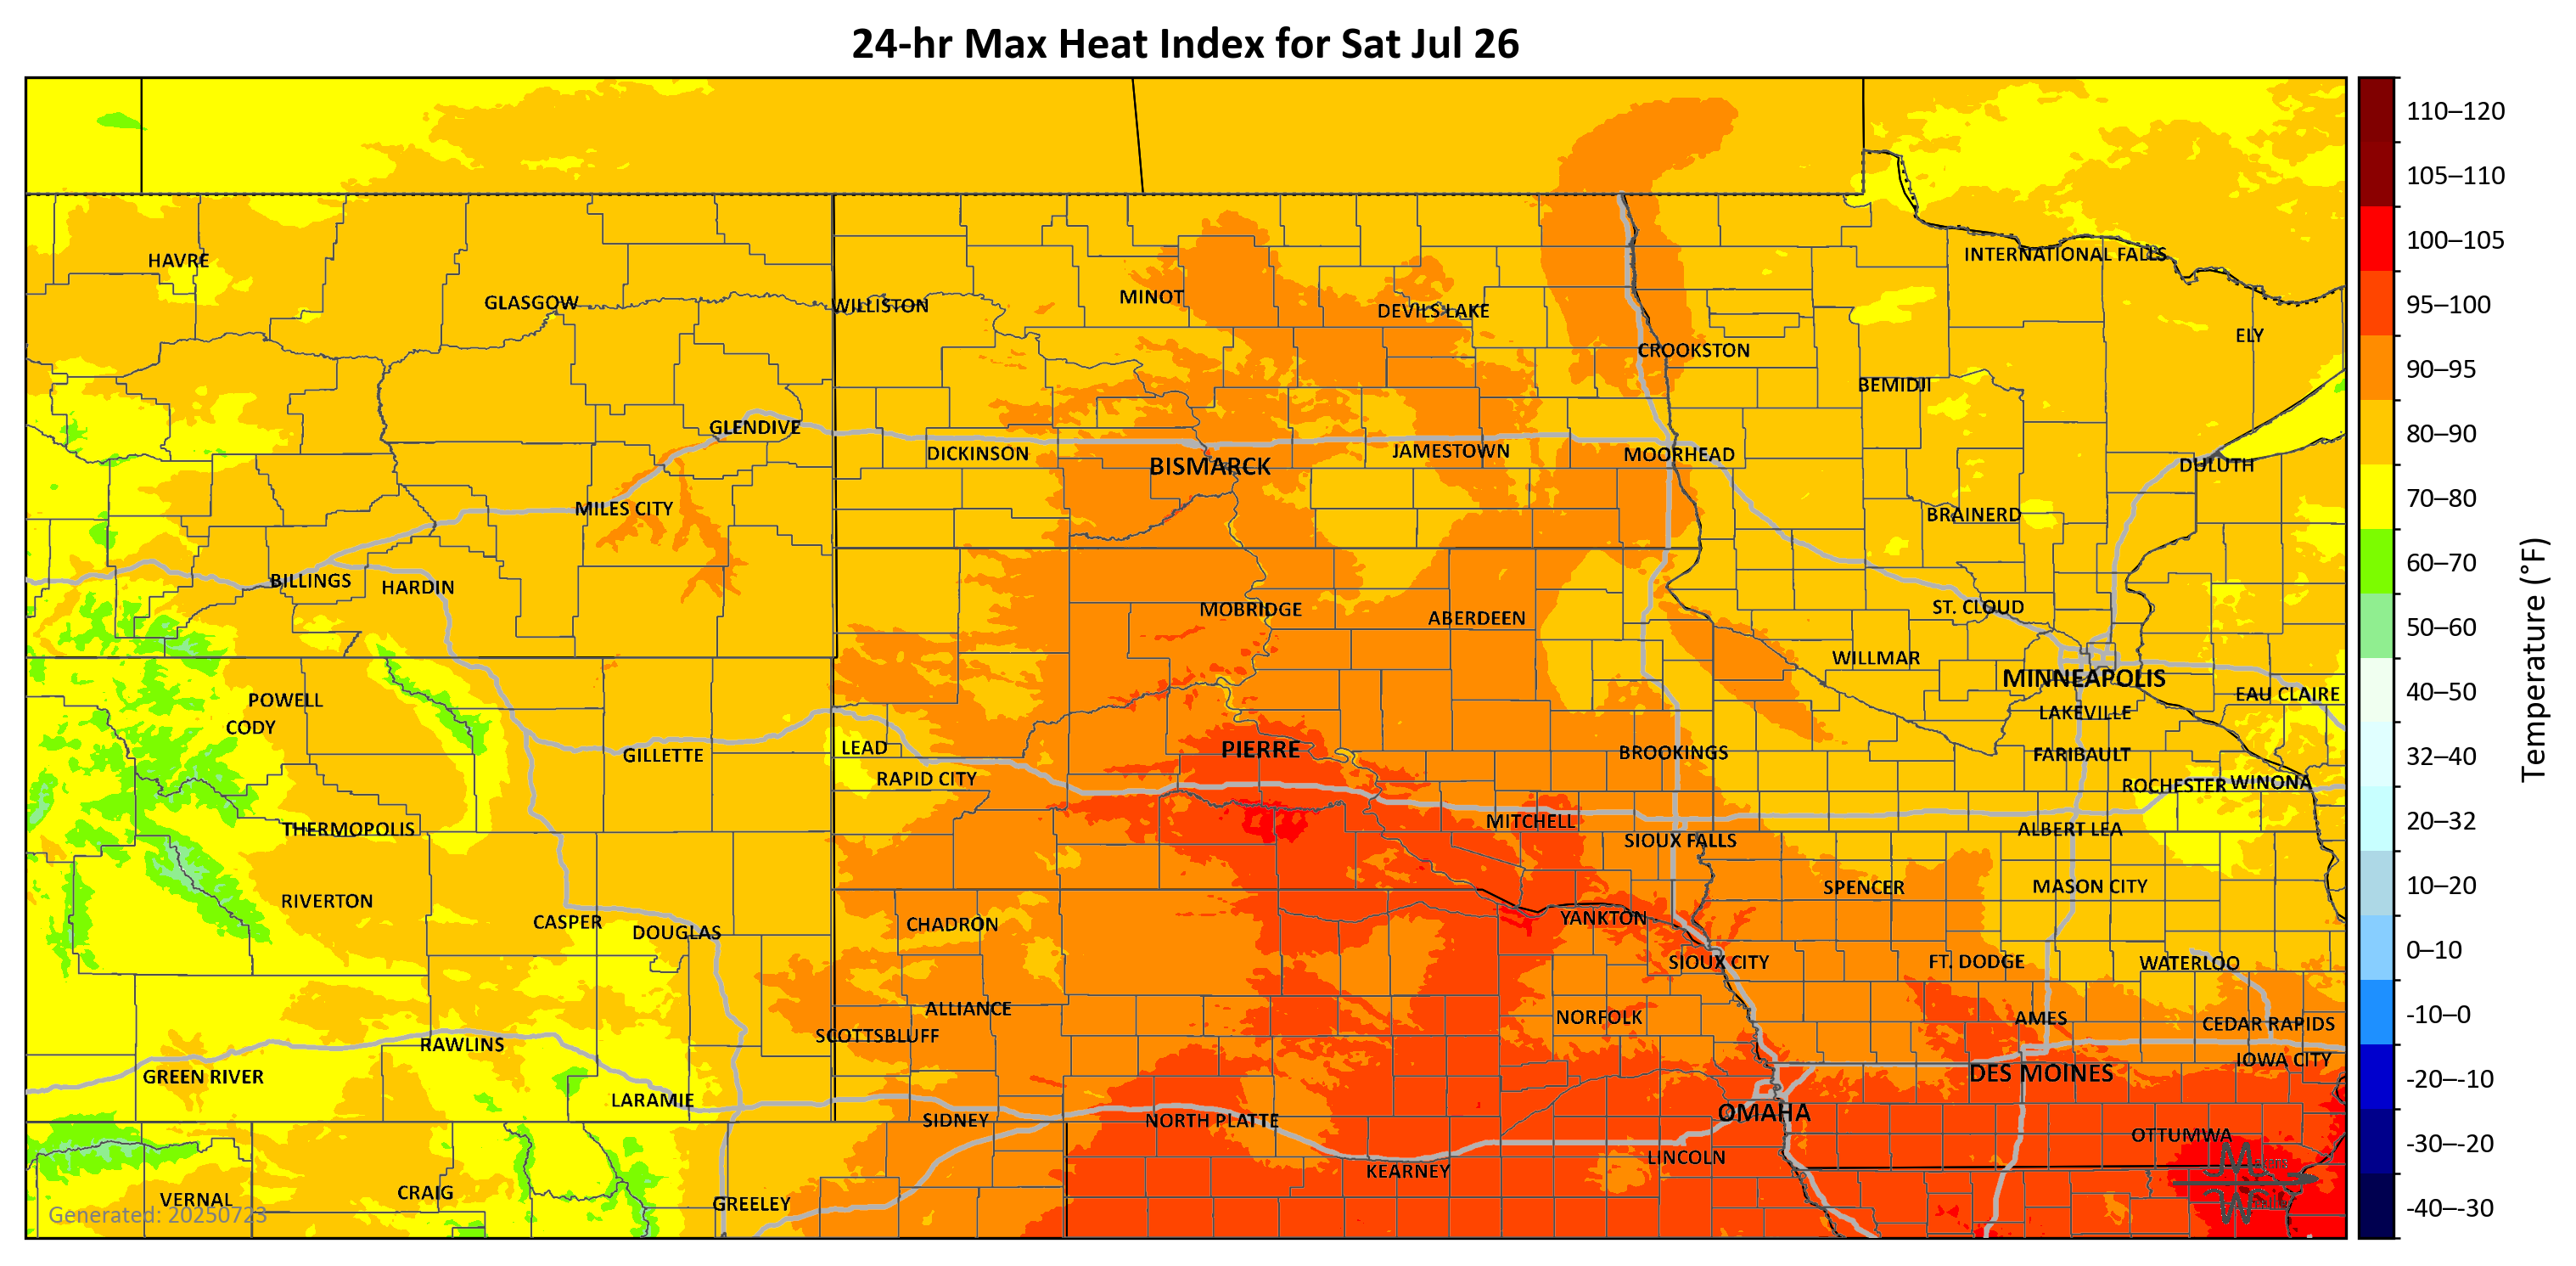 24-hr Max Heat Index for Sat Jul 26
HAVRE
GLASGOW
WILLISTON
MINOT
DEVILS LAKE
CROOKSTON
INTERNATIONAL FALLS
ELY
BEMIDJI
GLENDIVE
DICKINSON
BISMARCK
JAMESTOWN
MOORHEAD
DULUTH
MILES CITY
BRAINERD
BILLINGS
HARDIN
MOBRIDGE
ABERDEEN
ST. CLOUD
WILLMAR
MINNEAPOLIS
EAU CLAIRE
POWELL
CODY
LAKEVILLE
GILLETTE
LEAD
PIERRE
BROOKINGS
FARIBAULT
RAPID CITY
ROCHESTER
WINONA
THERMOPOLIS
MITCHELL
SIOUX FALLS
ALBERT LEA
RIVERTON
SPENCER
MASON CITY
CASPER
DOUGLAS
CHADRON
YANKTON
SIOUX CITY
FT. DODGE
WATERLOO
ALLIANCE
NORFOLK
AMES
CEDAR RAPIDS
SCOTTSBLUFF
RAWLINS
IOWA CITY
GREEN RIVER
DES MOINES
LARAMIE
SIDNEY
NORTH PLATTE
OMAHA
OTTUMWA
KEARNEY
LINCOLN
VERNAL
CRAIG
GREELEY
Generated: 20250723
110–120
105–110
100–105
95–100
90–95
80–90
70–80
60–70
50–60
40–50
32–40
20–32
10–20
0–10
-10–0
-20–-10
-30–-20
-40–-30
Temperature (°F)